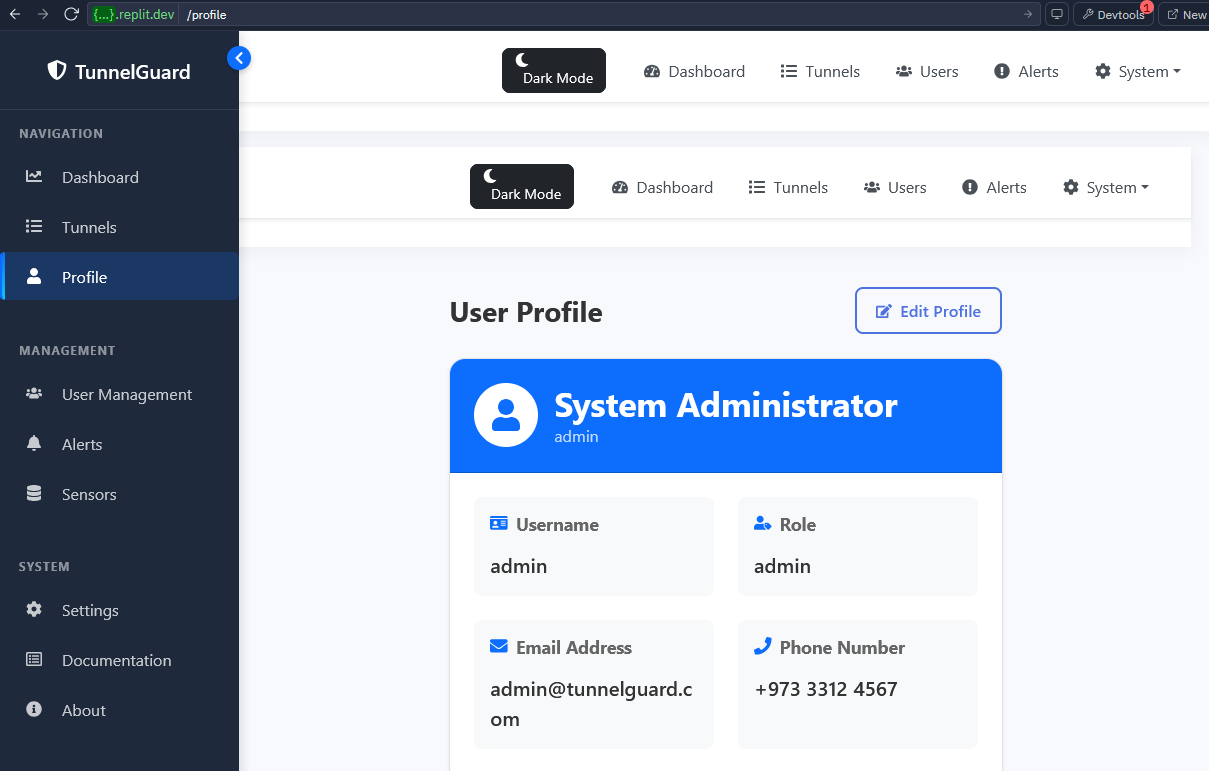 {...}.replit.dev /profile Devtools 1 New
TunnelGuard
NAVIGATION
Dashboard
Tunnels
Profile
MANAGEMENT
User Management
Alerts
Sensors
SYSTEM
Settings
Documentation
About
Dark Mode Dashboard Tunnels Users Alerts System
Dark Mode Dashboard Tunnels Users Alerts System
User Profile Edit Profile
System Administrator
admin
Username
admin
Role
admin
Email Address
admin@tunnelguard.c
om
Phone Number
+973 3312 4567